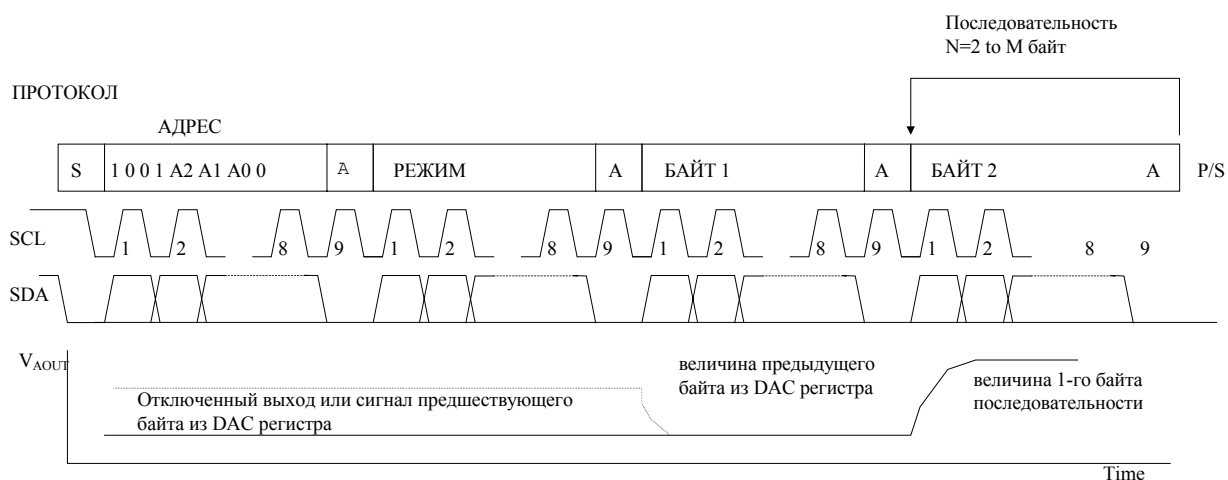 Последовательность
N=2 to M байт
ПРОТОКОЛ
АДРЕС
S 1 0 0 1 A2 A1 A0 0 A РЕЖИМ A БАЙТ 1 A БАЙТ 2 A P/S
SCL 1 2 8 9 1 2 8 9 1 2 8 9 1 2 8 9
SDA
VAOUT
величина предыдущего
байта из DAC регистра
величина 1-го байта
последовательности
Отключенный выход или сигнал предшествующего
байта из DAC регистра
Time